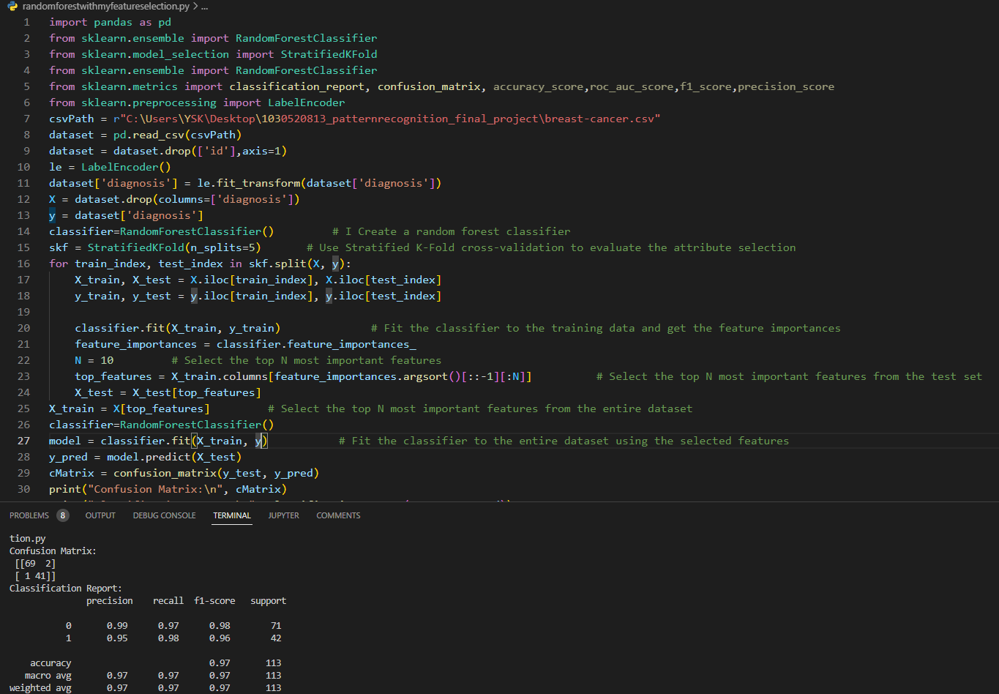 randomforestwithmyfeatureselection.py > ...
1 import pandas as pd
2 from sklearn.ensemble import RandomForestClassifier
3 from sklearn.model_selection import StratifiedKFold
4 from sklearn.ensemble import RandomForestClassifier
5 from sklearn.metrics import classification_report, confusion_matrix, accuracy_score,roc_auc_score,f1_score,precision_score
6 from sklearn.preprocessing import LabelEncoder
7 csvPath = r"C:\Users\YSK\Desktop\1030520813_patternrecognition_final_project\breast-cancer.csv"
8 dataset = pd.read_csv(csvPath)
9 dataset = dataset.drop(['id'],axis=1)
10 le = LabelEncoder()
11 dataset['diagnosis'] = le.fit_transform(dataset['diagnosis'])
12 X = dataset.drop(columns=['diagnosis'])
13 y = dataset['diagnosis']
14 classifier=RandomForestClassifier() # I Create a random forest classifier
15 skf = StratifiedKFold(n_splits=5) # Use Stratified K-Fold cross-validation to evaluate the attribute selection
16 for train_index, test_index in skf.split(X, y):
17 X_train, X_test = X.iloc[train_index], X.iloc[test_index]
18 y_train, y_test = y.iloc[train_index], y.iloc[test_index]
19
20 classifier.fit(X_train, y_train) # Fit the classifier to the training data and get the feature importances
21 feature_importances = classifier.feature_importances_
22 N = 10 # Select the top N most important features
23 top_features = X_train.columns[feature_importances.argsort()[::-1][:N]] # Select the top N most important features from the test set
24 X_test = X_test[top_features]
25 X_train = X[top_features] # Select the top N most important features from the entire dataset
26 classifier=RandomForestClassifier()
27 model = classifier.fit(X_train, y) # Fit the classifier to the entire dataset using the selected features
28 y_pred = model.predict(X_test)
29 cMatrix = confusion_matrix(y_test, y_pred)
30 print("Confusion Matrix:\n", cMatrix)
PROBLEMS 8 OUTPUT DEBUG CONSOLE TERMINAL JUPYTER COMMENTS
tion.py
Confusion Matrix:
[[69 2]
[ 1 41]]
Classification Report:
precision recall f1-score support
0 0.99 0.97 0.98 71
1 0.95 0.98 0.96 42
accuracy 0.97 113
macro avg 0.97 0.97 0.97 113
weighted avg 0.97 0.97 0.97 113